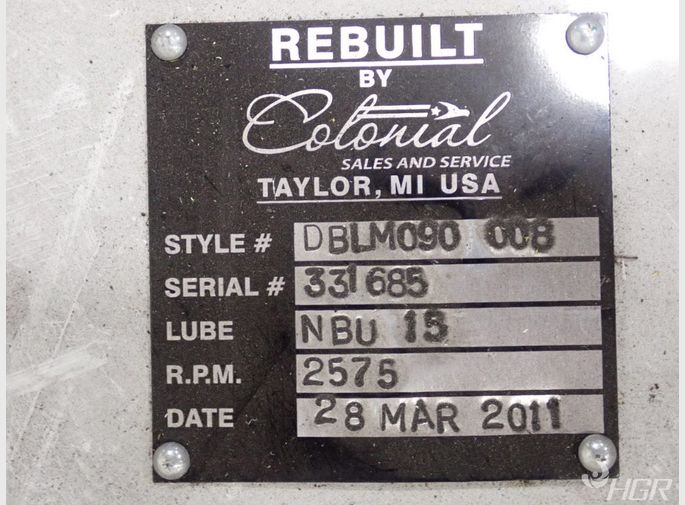 REBUILT
BY
Colonial
SALES AND SERVICE
TAYLOR, MI USA
STYLE # DBLM090 008
SERIAL # 331685
LUBE NBU 15
R.P.M. 2575
DATE 28 MAR 2011
HGR